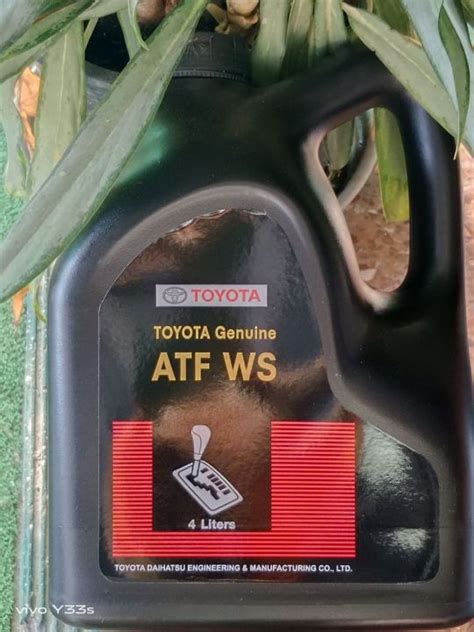 TOYOTA
TOYOTA Genuine
ATF WS
4 Liters
TOYOTA DAIHATSU ENGINEERING & MANUFACTURING CO., LTD.
vivo Y33s